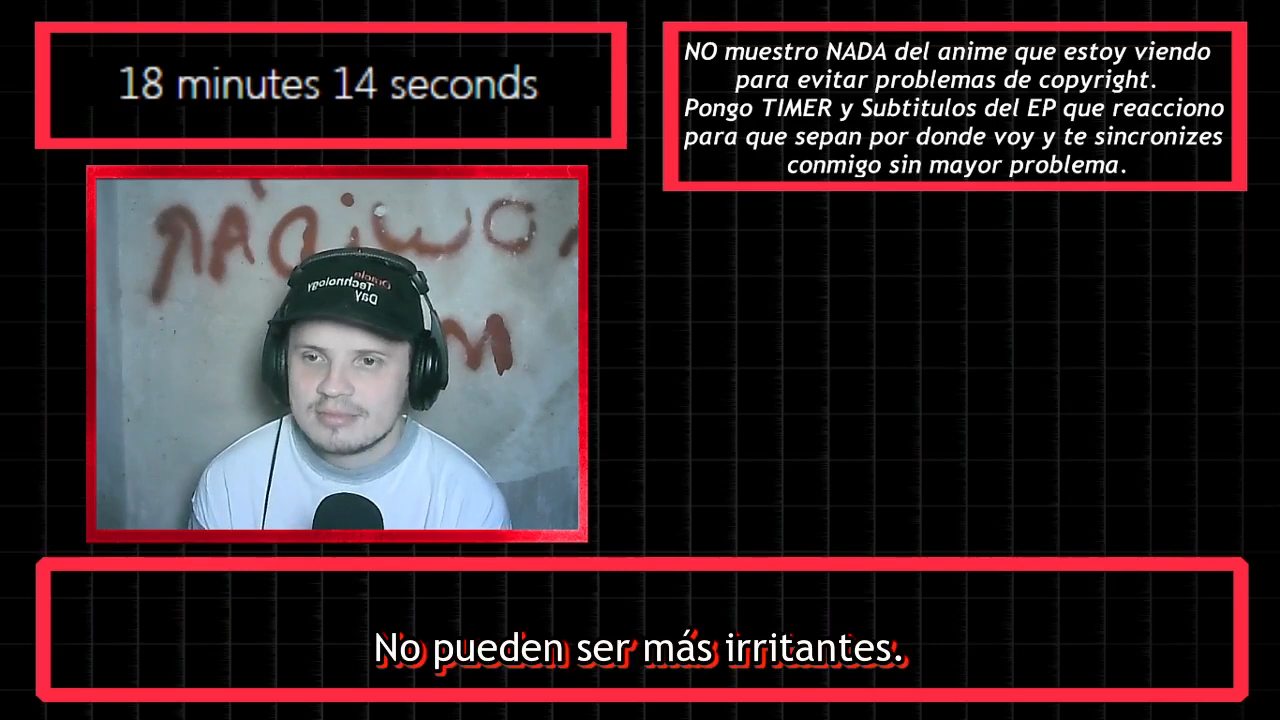 18 minutes 14 seconds
NO muestro NADA del anime que estoy viendo
para evitar problemas de copyright.
Pongo TIMER y Subtitulos del EP que reacciono
para que sepan por donde voy y te sincronizes
conmigo sin mayor problema.
Oracle
Technology
Day
No pueden ser más irritantes.